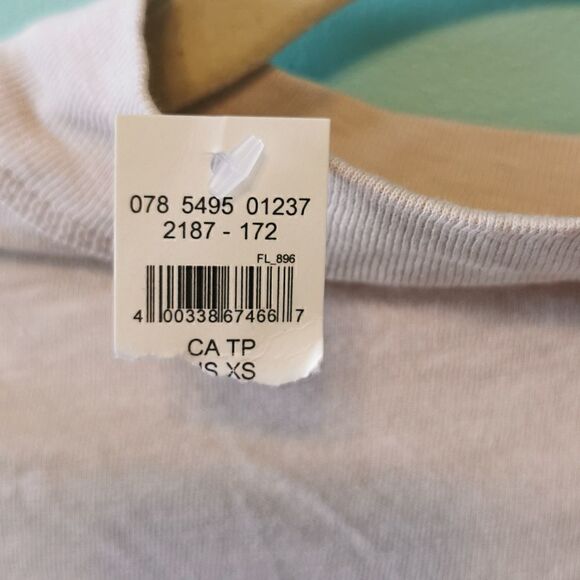 078 5495 01237
2187 - 172
FL_896
4 00338 67466 7
CA TP
US XS